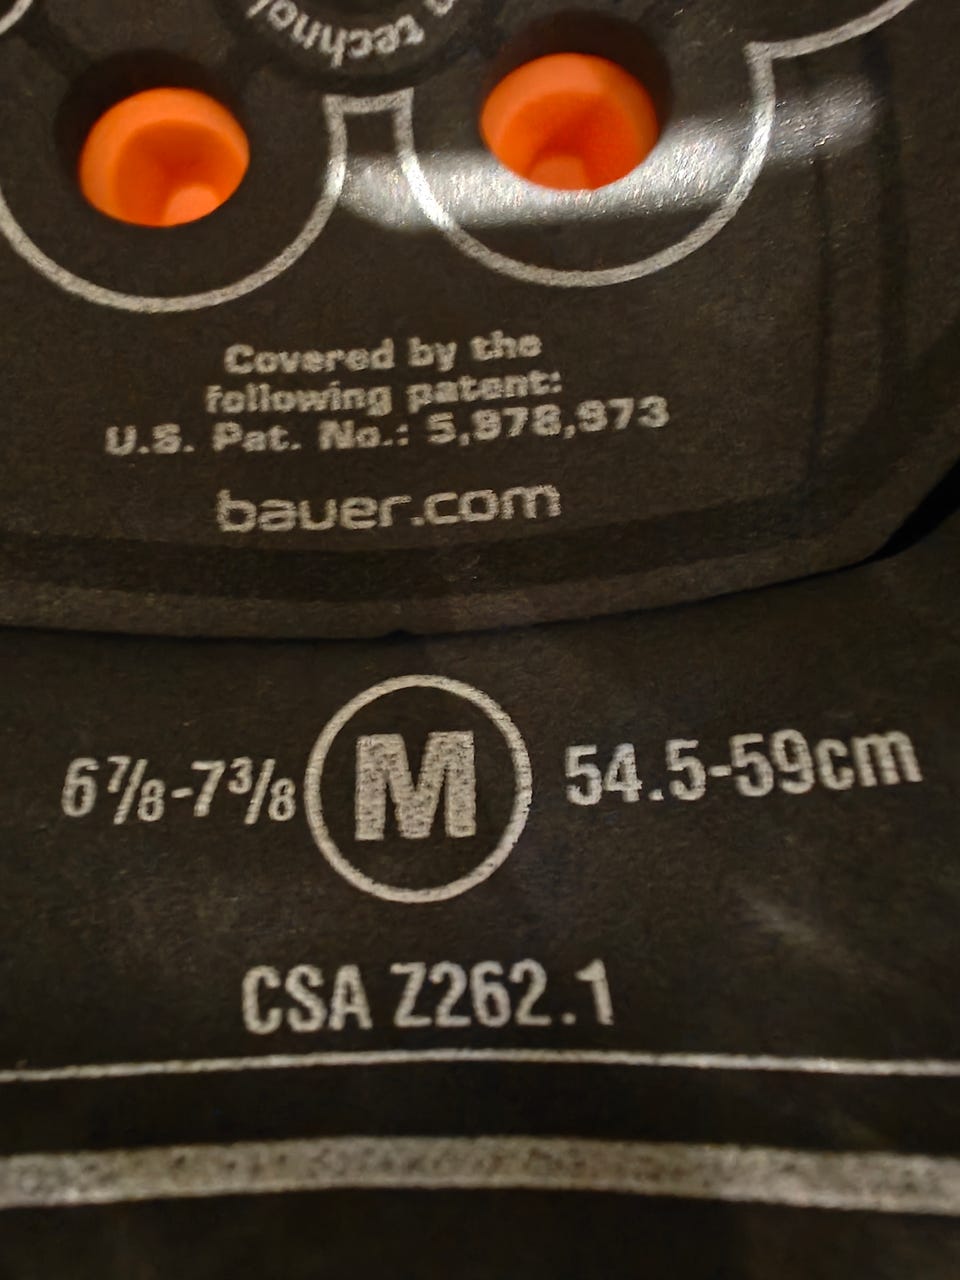 Covered by the
following patent:
U.S. Pat. No.: 5,978,973
bauer.com
6⅞-7⅜ M 54.5-59cm
CSA Z262.1